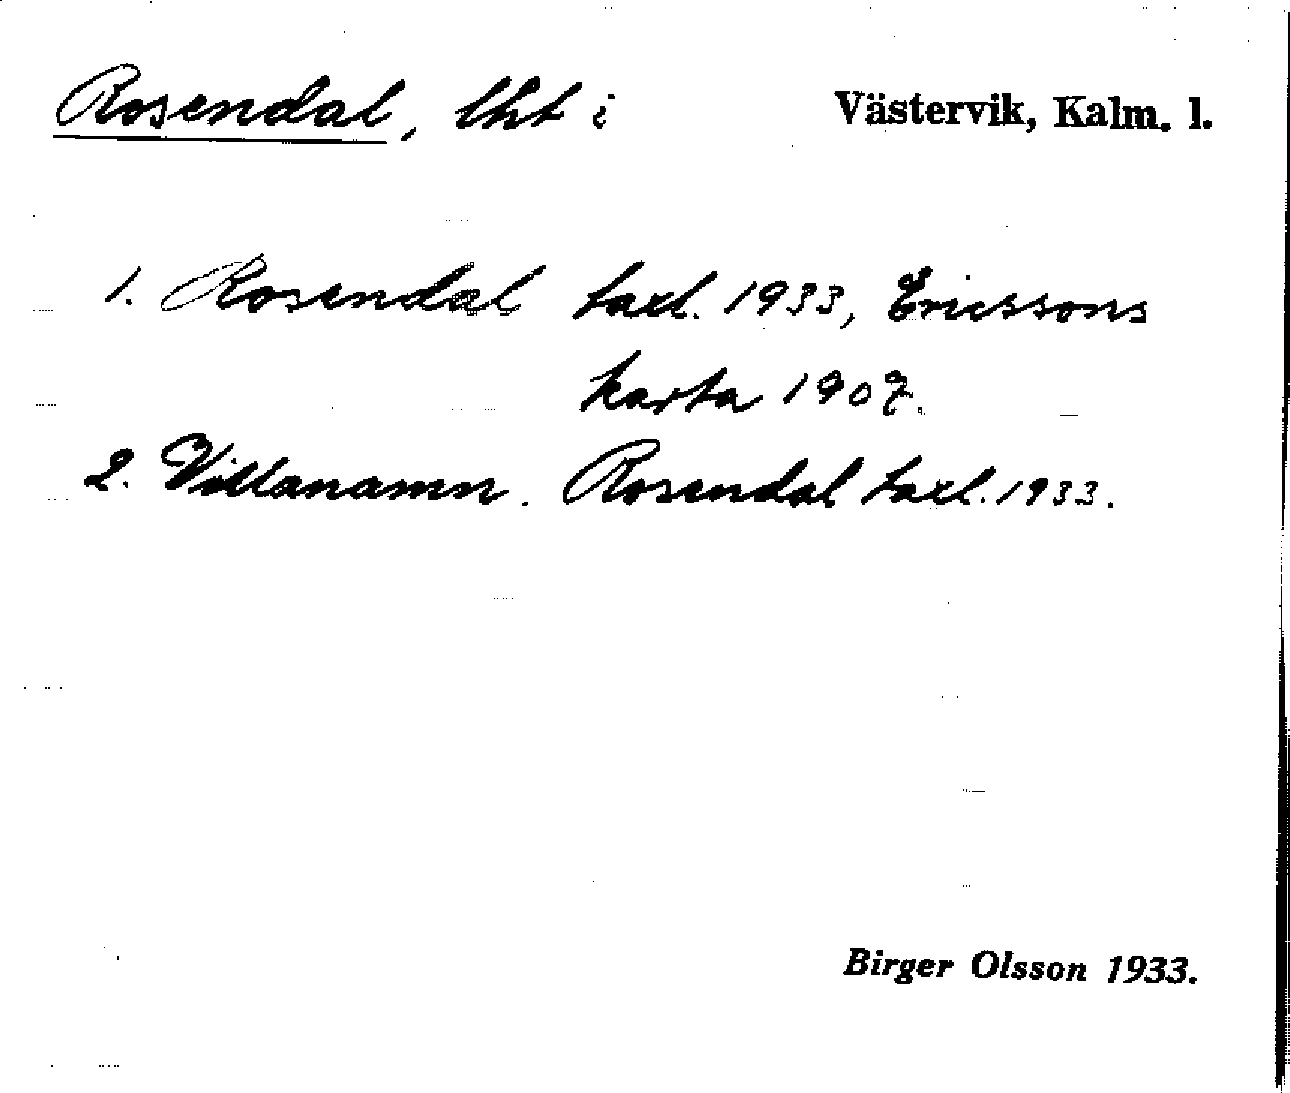 Rosendal, lht i Västervik, Kalm. l.
1. Rosendal taxl. 1933, Ericssons
karta 1907.
2. Villanamn. Rosendal taxl. 1933.
Birger Olsson 1933.